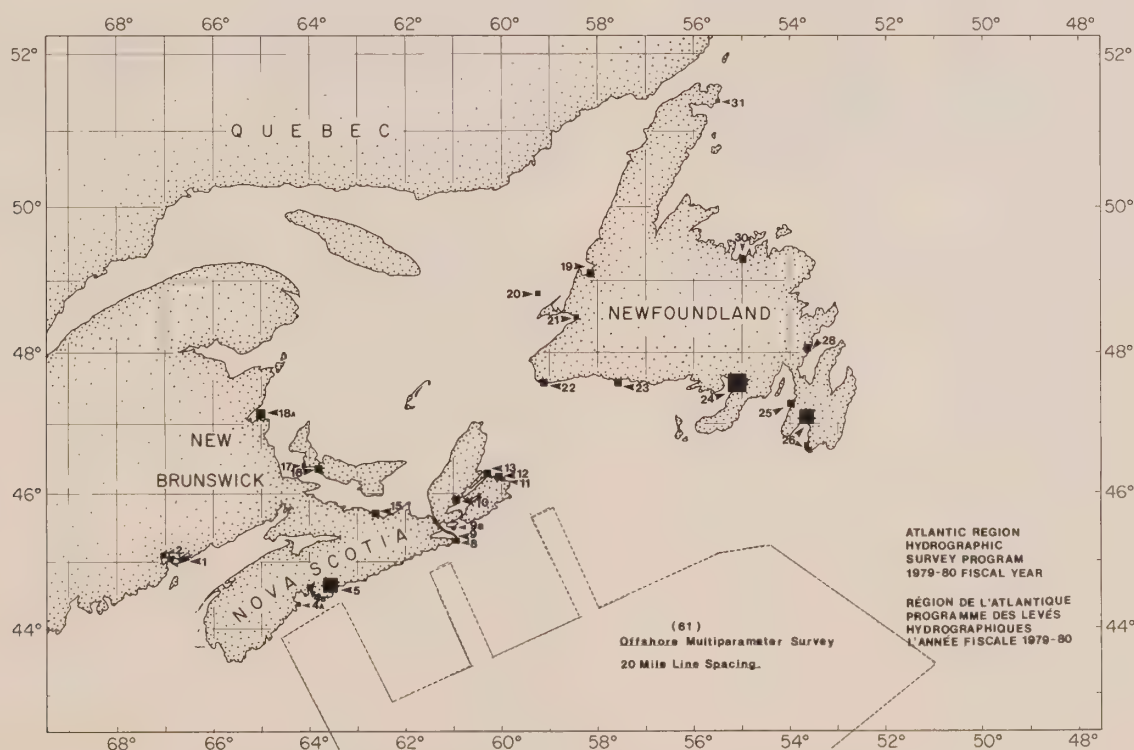 68° 66° 64° 62° 60° 58° 56° 54° 52° 50° 48°
52° 52°
31
QUEBEC
50° 50°
30
19
20
NEWFOUNDLAND
21
28
48° 48°
22 23
24
25
18A
26
NEW
13
12
17
11
BRUNSWICK
10
46° 46°
15
9
8
ATLANTIC REGION
HYDROGRAPHIC
SURVEY PROGRAM
1979-80 FISCAL YEAR
2
1
NOVA SCOTIA
5
4A
RÉGION DE L'ATLANTIQUE
PROGRAMME DES LEVÉS
HYDROGRAPHIQUES
L'ANNÉE FISCALE 1979-80
44° 44°
(61)
Offshore Multiparameter Survey
20 Mile Line Spacing
68° 66° 64° 62° 60° 58° 56° 54° 52° 50° 48°